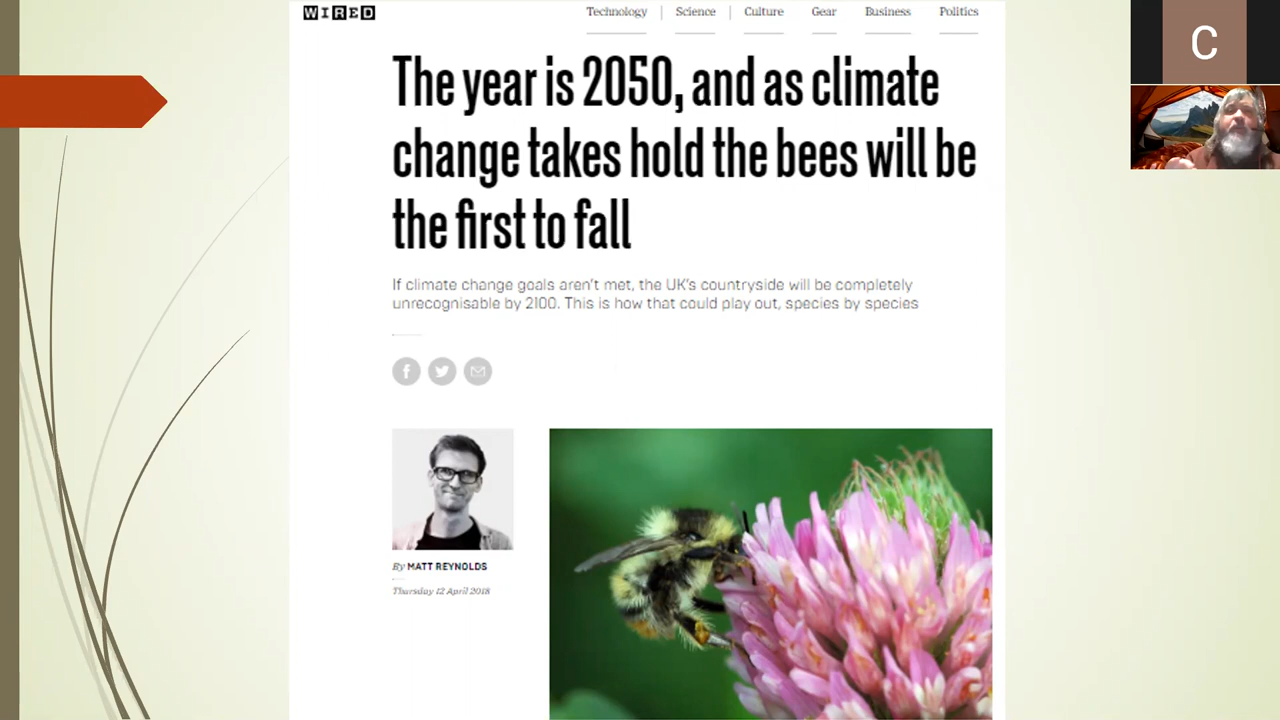 WIRED
Technology | Science | Culture Gear Business Politics
C
The year is 2050, and as climate
change takes hold the bees will be
the first to fall
If climate change goals aren't met, the UK's countryside will be completely
unrecognisable by 2100. This is how that could play out, species by species
By MATT REYNOLDS
Thursday 12 April 2018